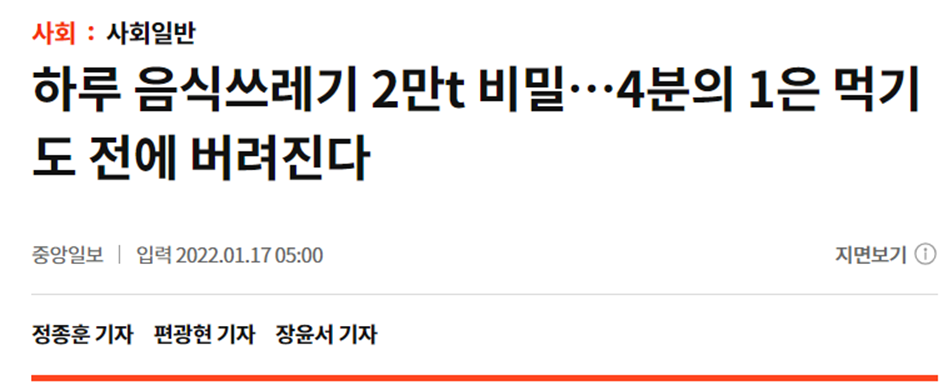 사회 : 사회일반
하루 음식쓰레기 2만t 비밀…4분의 1은 먹기
도 전에 버려진다
중앙일보 | 입력 2022.01.17 05:00
지면보기 ⓘ
정종훈 기자 편광현 기자 장윤서 기자